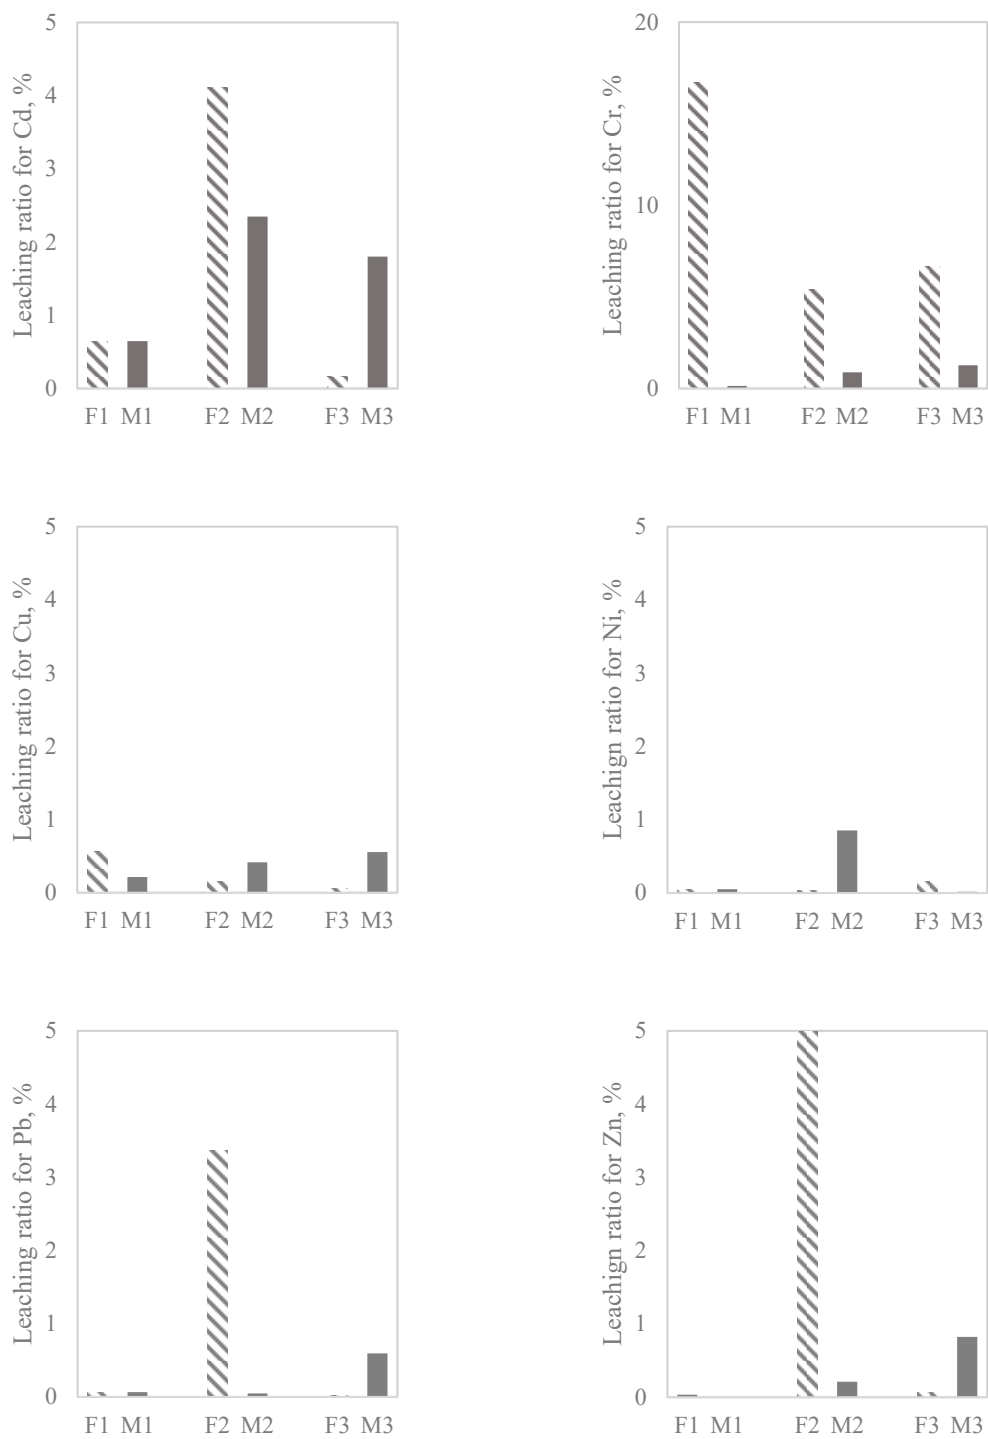 Leaching ratio for Cd, %
5
4
3
2
1
0
F1 M1 F2 M2 F3 M3
Leaching ratio for Cr, %
20
10
0
F1 M1 F2 M2 F3 M3
Leaching ratio for Cu, %
5
4
3
2
1
0
F1 M1 F2 M2 F3 M3
Leachign ratio for Ni, %
5
4
3
2
1
0
F1 M1 F2 M2 F3 M3
Leaching ratio for Pb, %
5
4
3
2
1
0
F1 M1 F2 M2 F3 M3
Leachign ratio for Zn, %
5
4
3
2
1
0
F1 M1 F2 M2 F3 M3